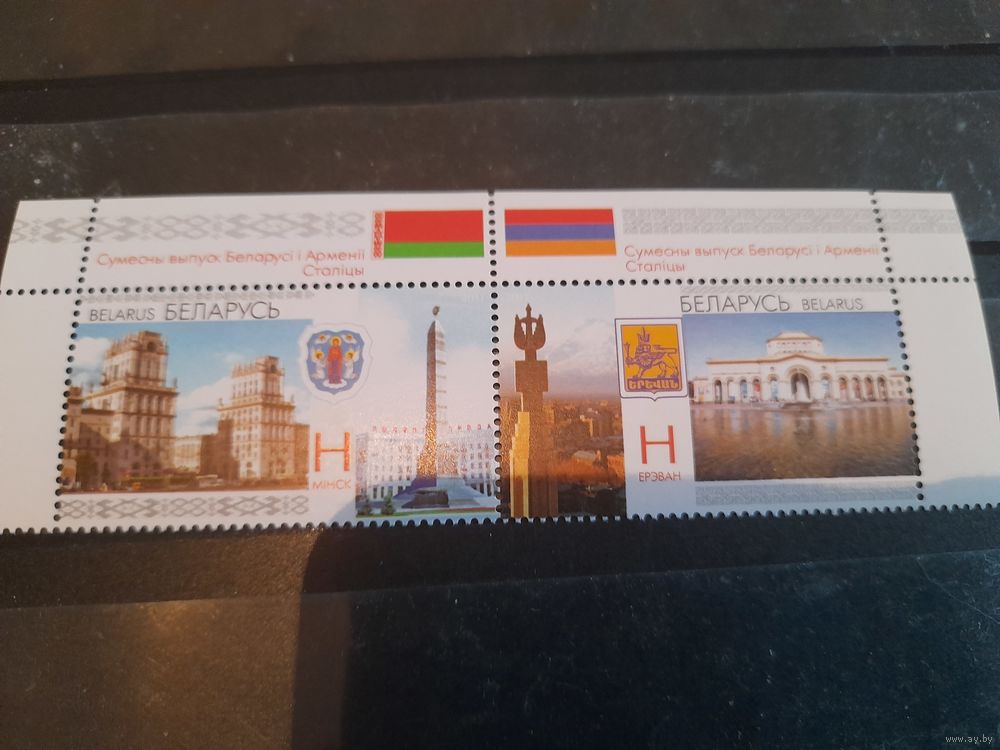 Сумесны выпуск Беларусі і Арменіі
Сталіцы
Сумесны выпуск Беларусі і Арменіі
Сталіцы
BELARUS БЕЛАРУСЬ
Н
МІНСК
БЕЛАРУСЬ BELARUS
ԵՐԵՎԱՆ
Н
ЕРЭВАН
www.ay.by